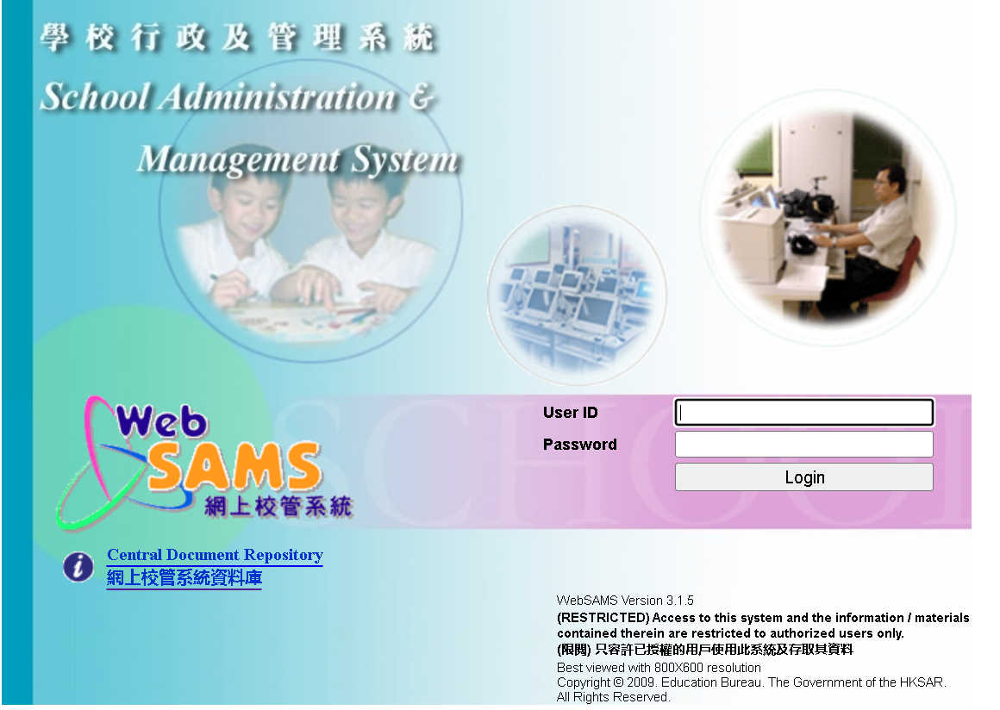 學校行政及管理系統
School Administration &
Management System
Web
SAMS
網上校管系統
SCHOOL
User ID
Password
Login
Central Document Repository
網上校管系統資料庫
WebSAMS Version 3.1.5
(RESTRICTED) Access to this system and the information / materials
contained therein are restricted to authorized users only.
(限閱) 只容許已授權的用戶使用此系統及存取其資料
Best viewed with 800X600 resolution
Copyright © 2009. Education Bureau. The Government of the HKSAR.
All Rights Reserved.